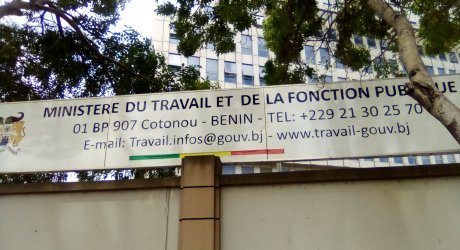 MINISTERE DU TRAVAIL ET DE LA FONCTION PUBLIQUE
01 BP 907 Cotonou - BENIN - TEL: +229 21 30 25 70
E-mail: Travail.infos@gouv.bj - www.travail-gouv.bj